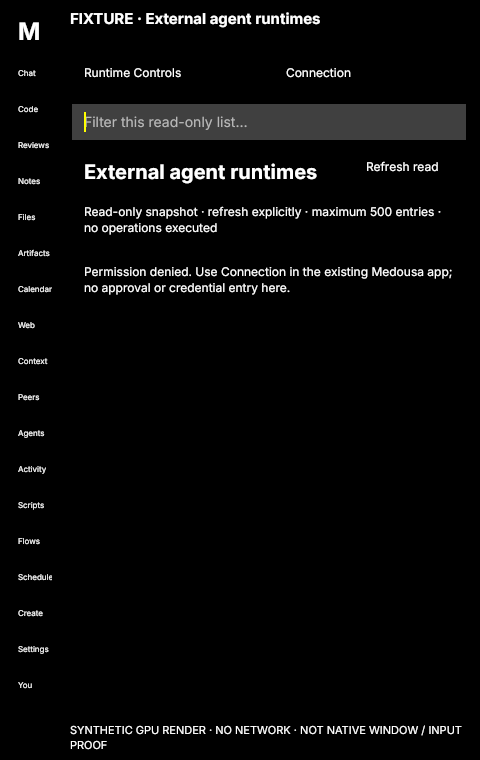 M
FIXTURE · External agent runtimes
Chat
Code
Reviews
Notes
Files
Artifacts
Calendar
Web
Context
Peers
Agents
Activity
Scripts
Flows
Schedule
Create
Settings
You
Runtime Controls
Connection
Filter this read-only list...
External agent runtimes
Refresh read
Read-only snapshot · refresh explicitly · maximum 500 entries ·
no operations executed
Permission denied. Use Connection in the existing Medousa app;
no approval or credential entry here.
SYNTHETIC GPU RENDER · NO NETWORK · NOT NATIVE WINDOW / INPUT
PROOF